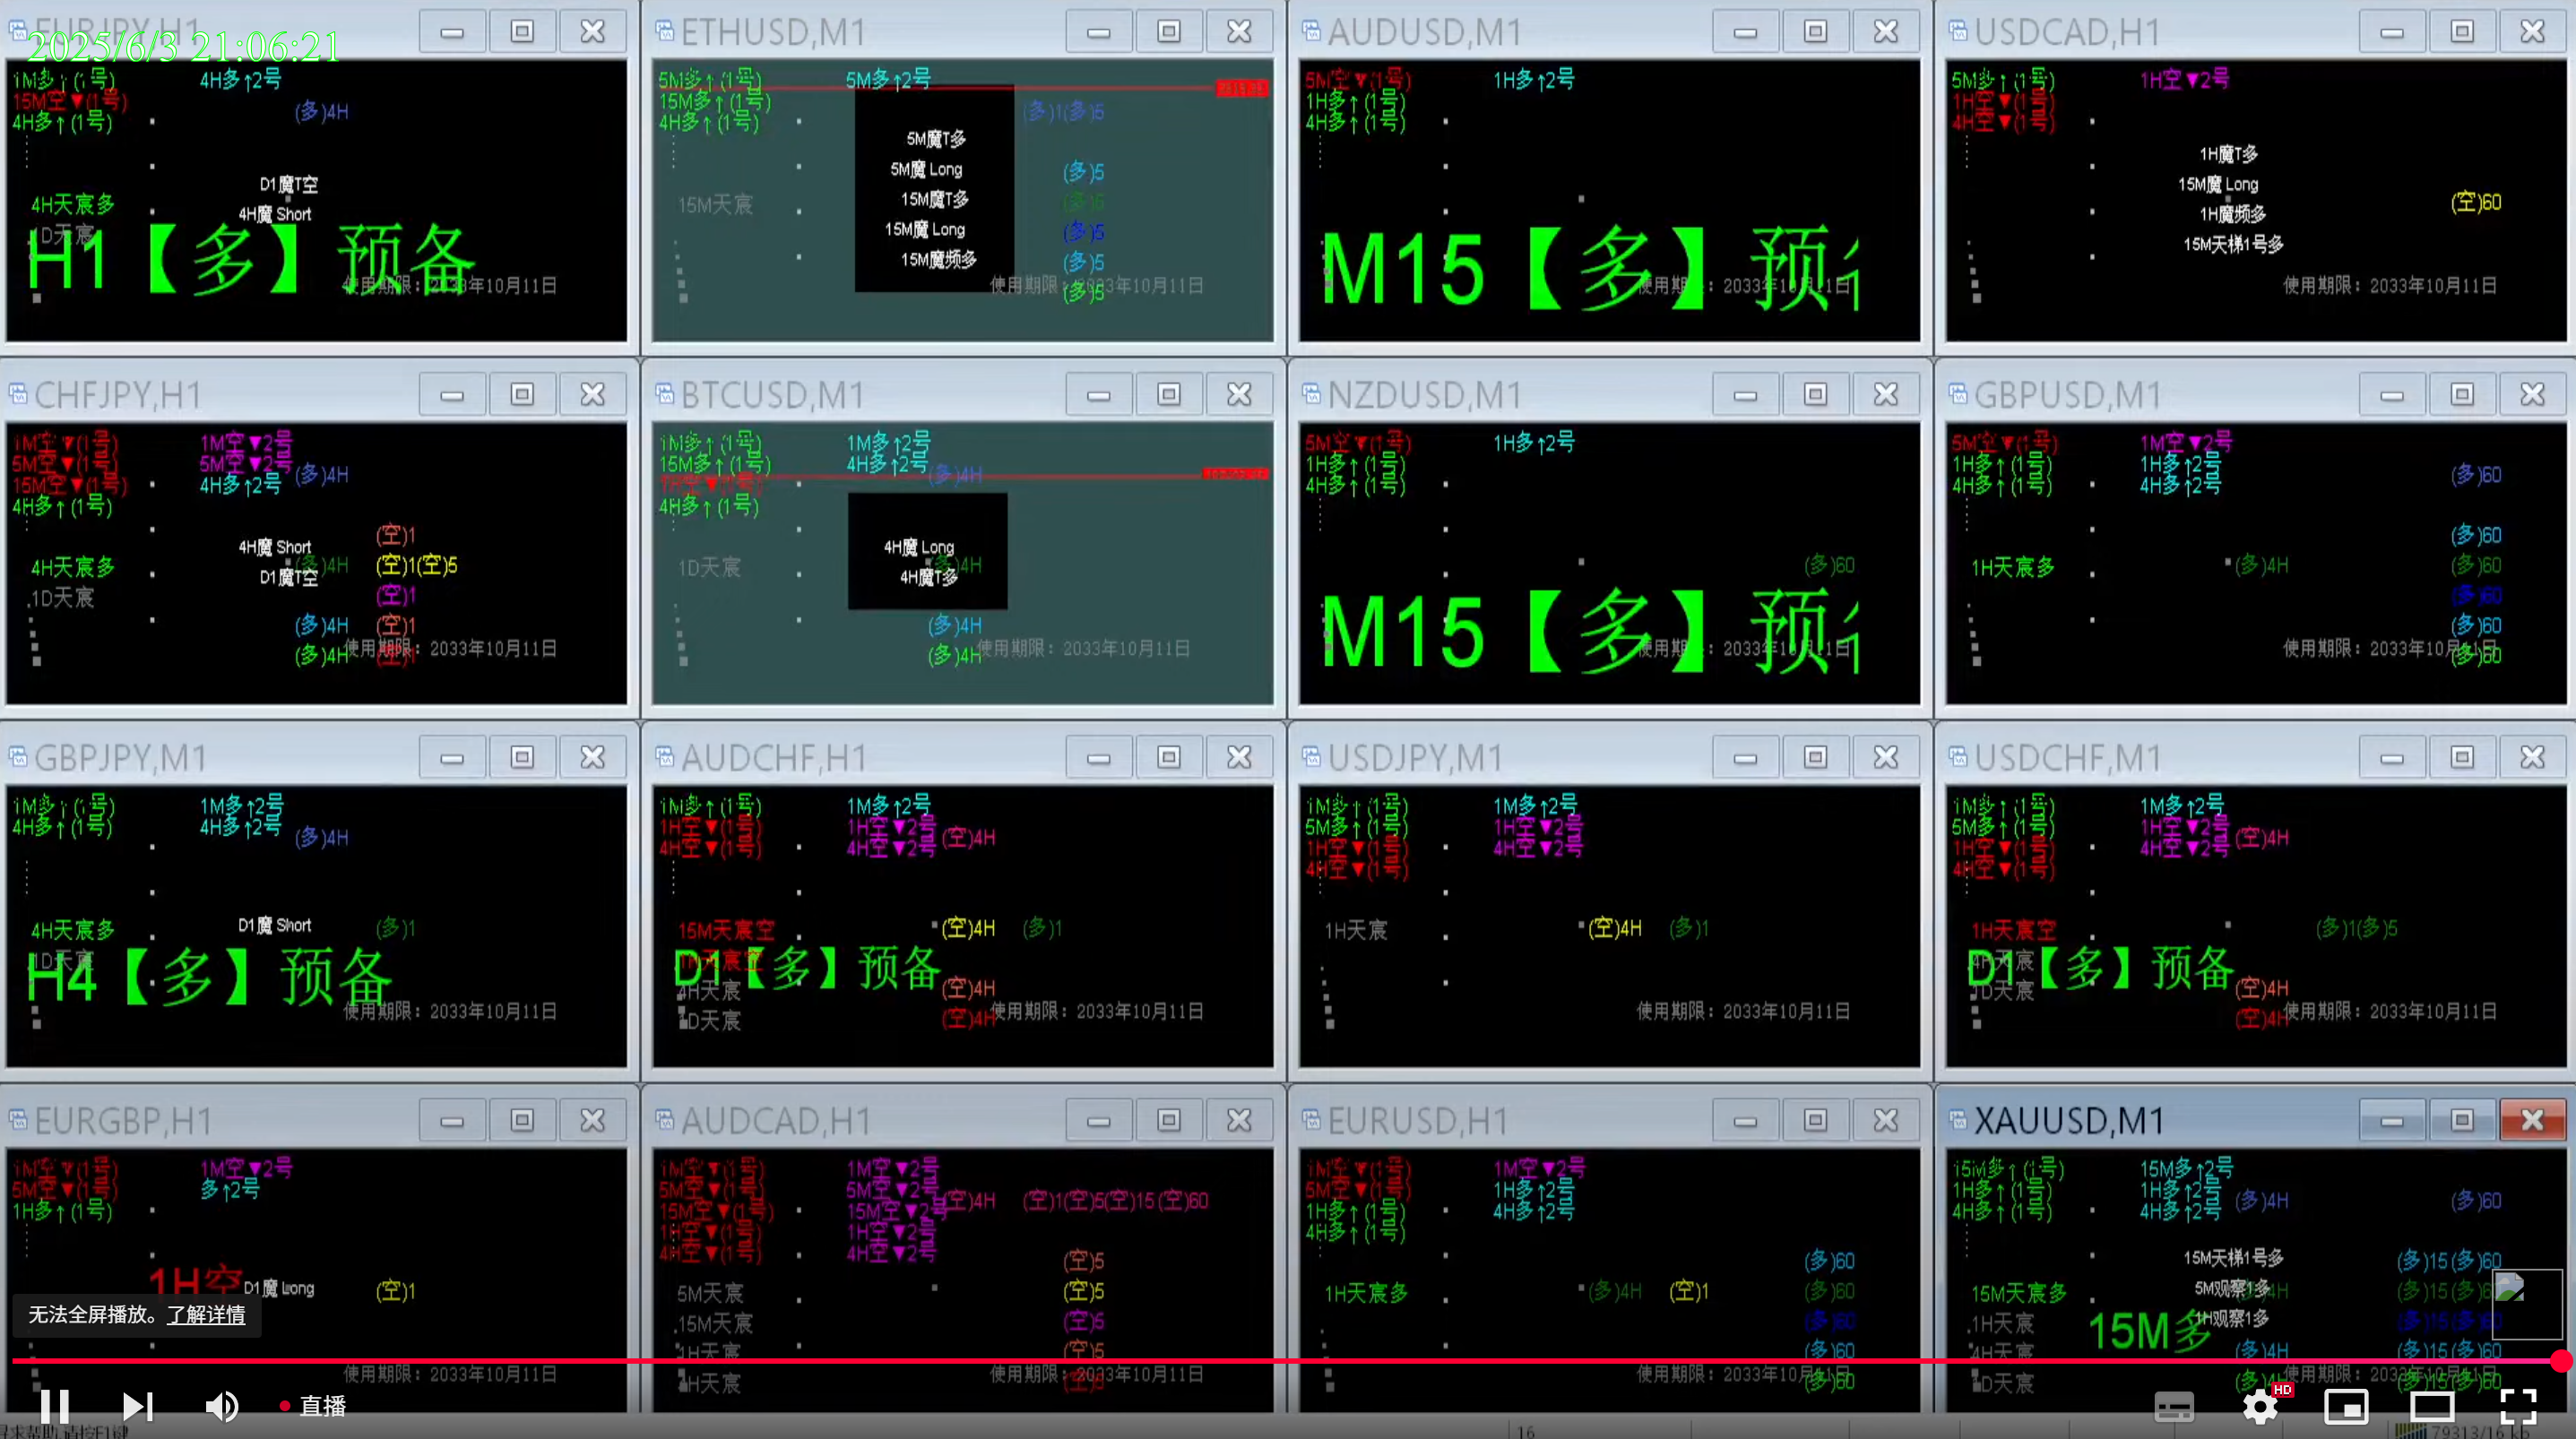 EURJPY,H1
2025/6/3 21:06:21
1M多↑(1号)
4H多↑2号
15M空▼(1号)
(多)4H
4H多↑(1号)
D1魔T空
4H天宸多
4H魔 Short
1D天宸
H1【多】预备
使用期限：2033年10月11日
ETHUSD,M1
5M多↑(1号)
5M多↑2号
15M多↑(1号)
(多)1(多)5
4H多↑(1号)
5M魔T多
5M魔 Long
(多)5
15M天宸
15M魔T多
(多)5
15M魔 Long
(多)5
15M魔频多
(多)5
使用期限：2033年10月11日
(多)5
AUDUSD,M1
5M空▼(1号)
1H多↑2号
1H多↑(1号)
4H多↑(1号)
M15【多】预
使用期限：2033年10月11日
USDCAD,H1
5M多↑(1号)
1H空▼2号
1H空▼(1号)
4H空▼(1号)
1H魔T多
15M魔 Long
(空)60
1H魔频多
15M天梯1号多
使用期限：2033年10月11日
CHFJPY,H1
1M空▼(1号)
1M空▼2号
5M空▼(1号)
5M空▼2号
(多)4H
15M空▼(1号)
4H多↑2号
4H多↑(1号)
(空)1
4H魔 Short
4H天宸多
(多)4H
(空)1(空)5
D1魔T空
1D天宸
(空)1
(多)4H
(空)1
(多)4H
使用期限：2033年10月11日
BTCUSD,M1
1M多↑(1号)
1M多↑2号
15M多↑(1号)
4H多↑2号
(多)4H
1H空▼(1号)
4H多↑(1号)
4H魔 Long
1D天宸
(多)4H
4H魔T多
(多)4H
(多)4H
使用期限：2033年10月11日
NZDUSD,M1
5M空▼(1号)
1H多↑2号
1H多↑(1号)
4H多↑(1号)
(多)60
M15【多】预
使用期限：2033年10月11日
GBPUSD,M1
5M空▼(1号)
1M空▼2号
1H多↑(1号)
1H多↑2号
(多)60
4H多↑(1号)
4H多↑2号
(多)60
1H天宸多
(多)4H
(多)60
(多)60
(多)60
使用期限：2033年10月11日
(多)60
GBPJPY,M1
1M多↑(1号)
1M多↑2号
4H多↑(1号)
4H多↑2号
(多)4H
4H天宸多
D1魔 Short
(多)1
1D天宸
H4【多】预备
使用期限：2033年10月11日
AUDCHF,H1
1M多↑(1号)
1M多↑2号
1H空▼(1号)
1H空▼2号
(空)4H
4H空▼(1号)
4H空▼2号
15M天宸空
(空)4H
(多)1
1H天宸空
D1【多】预备
4H天宸
(空)4H
1D天宸
(空)4H
使用期限：2033年10月11日
USDJPY,M1
1M多↑(1号)
1M多↑2号
5M多↑(1号)
1H空▼2号
1H空▼(1号)
4H空▼2号
4H空▼(1号)
1H天宸
(空)4H
(多)1
使用期限：2033年10月11日
USDCHF,M1
1M多↑(1号)
1M多↑2号
5M多↑(1号)
1H空▼2号
(空)4H
1H空▼(1号)
4H空▼2号
4H空▼(1号)
1H天宸空
(多)1(多)5
4H天宸
D1【多】预备
1D天宸
(空)4H
(空)4H
使用期限：2033年10月11日
EURGBP,H1
1M空▼(1号)
1M空▼2号
5M空▼(1号)
多↑2号
1H多↑(1号)
1H空
D1魔 Long
(空)1
使用期限：2033年10月11日
AUDCAD,H1
1M空▼(1号)
1M空▼2号
5M空▼(1号)
5M空▼2号
(空)4H
(空)1(空)5(空)15(空)60
15M空▼(1号)
15M空▼2号
1H空▼(1号)
1H空▼2号
4H空▼(1号)
4H空▼2号
(空)5
5M天宸
(空)5
15M天宸
(空)5
1H天宸
(空)5
4H天宸
使用期限：2033年10月11日
EURUSD,H1
1M空▼(1号)
1M空▼2号
5M空▼(1号)
1H多↑2号
1H多↑(1号)
4H多↑2号
4H多↑(1号)
(多)60
1H天宸多
(多)4H
(空)1
(多)60
(多)60
(多)60
使用期限：2033年10月11日
(多)60
XAUUSD,M1
15M多↑(1号)
15M多↑2号
1H多↑(1号)
1H多↑2号
(多)4H
(多)60
4H多↑(1号)
4H多↑2号
15M天梯1号多
(多)15(多)60
15M天宸多
5M观察1多
(多)15(多)6
1H天宸
1H观察1多
15M多
(多)15(多)6
4H天宸
(多)4H
(多)15(多)60
1D天宸
使用期限：2033年10月11日
无法全屏播放。了解详情
直播
HD
寻求帮助,请按F1键
16
79313/16 kb